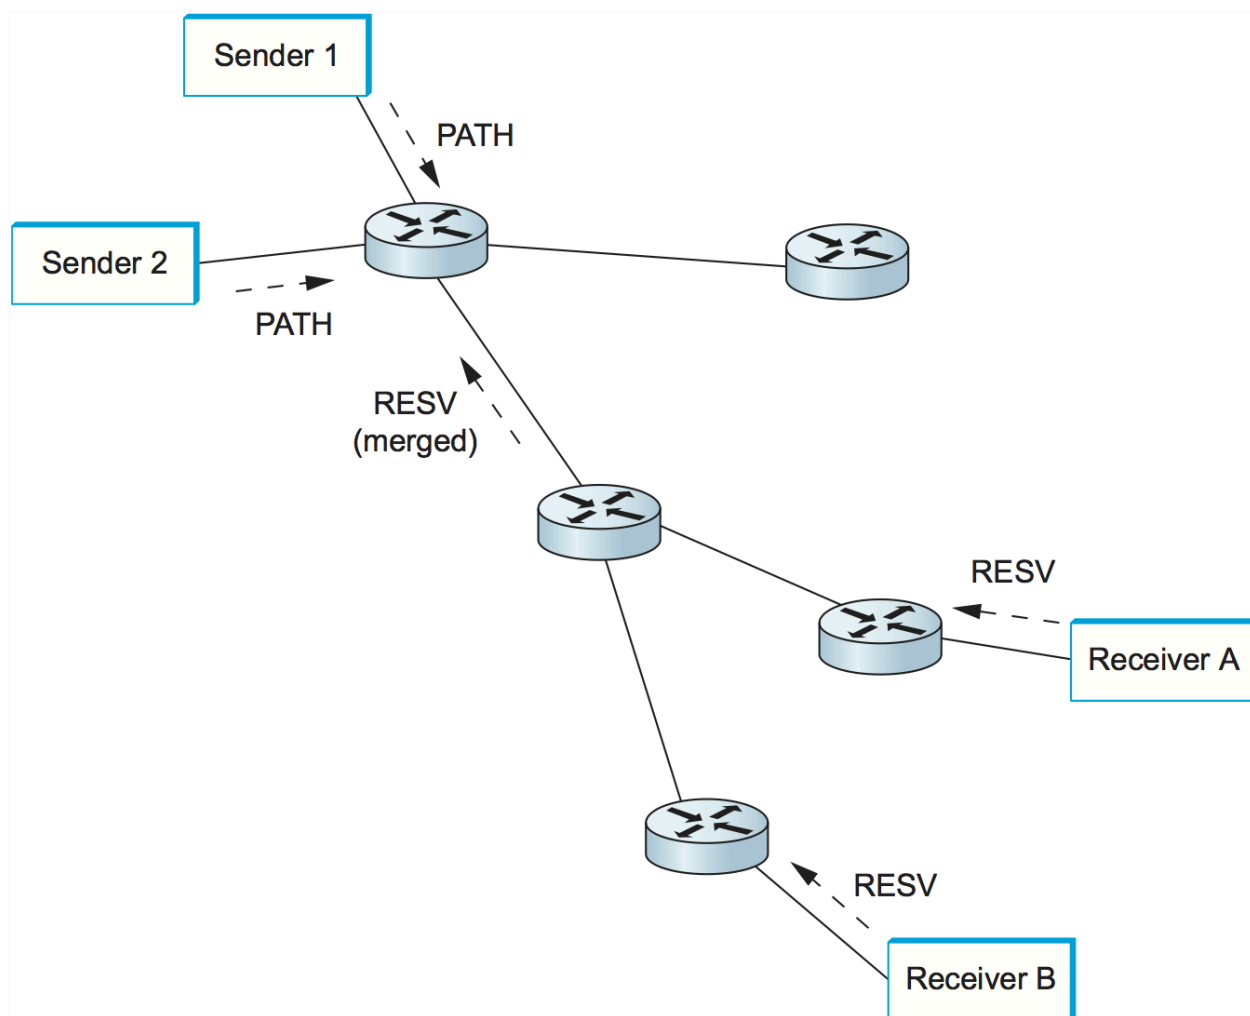 Sender 1
PATH
Sender 2
PATH
RESV
(merged)
RESV
Receiver A
RESV
Receiver B